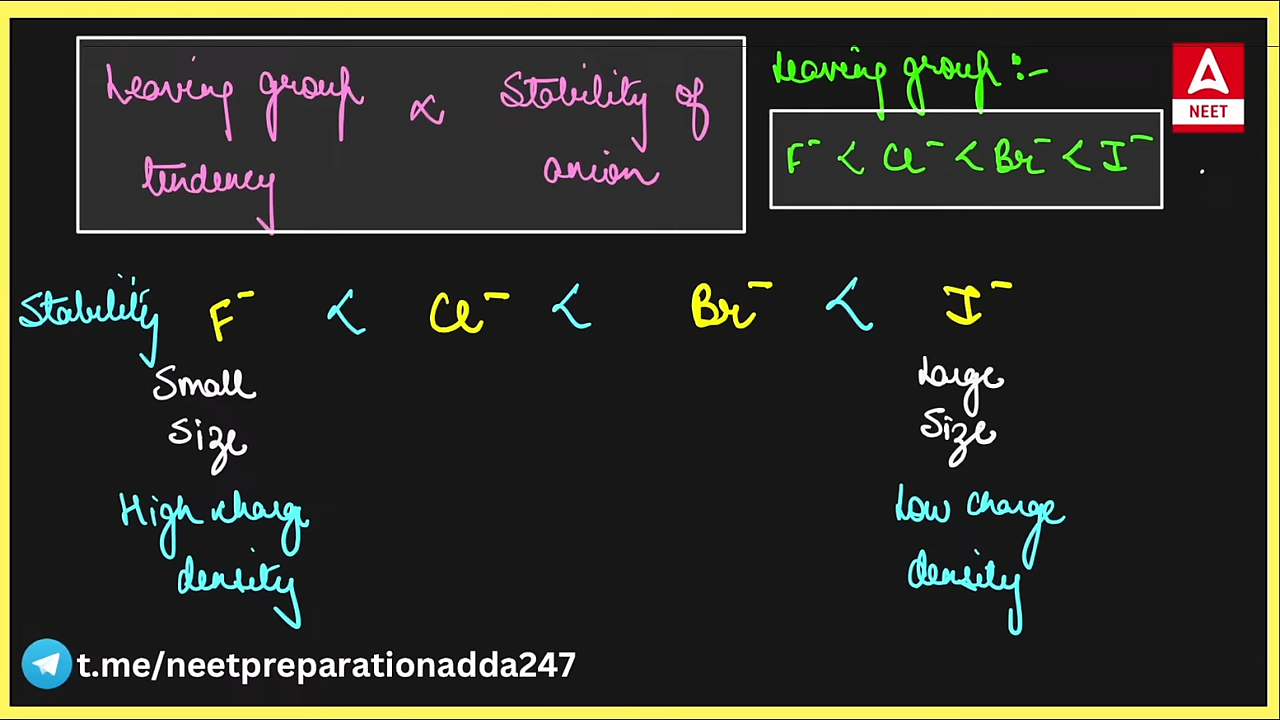 Leaving group ∝ Stability of
tendency anion
Leaving group :-
F⁻ < Cl⁻ < Br⁻ < I⁻
NEET
Stability F⁻ < Cl⁻ < Br⁻ < I⁻
Small Large
Size Size
High charge Low charge
density density
t.me/neetpreparationadda247